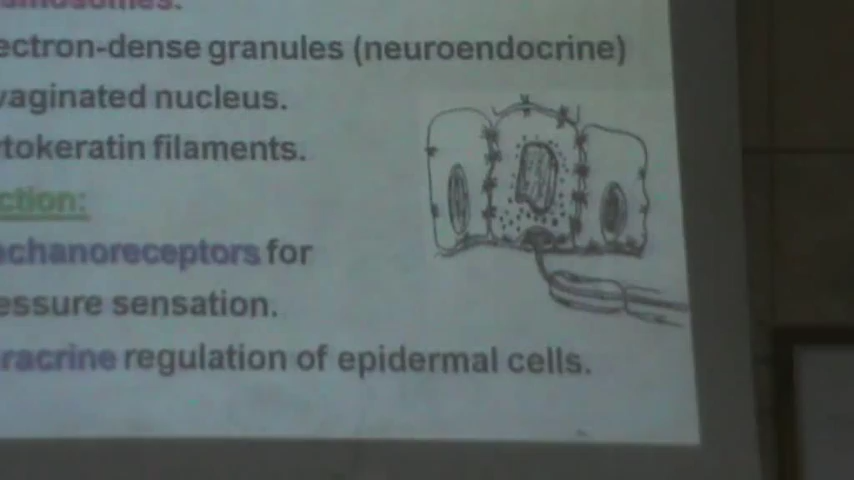 ectron-dense granules (neuroendocrine)
vaginated nucleus.
tokeratin filaments.
ction:
chanoreceptors for
essure sensation.
racrine regulation of epidermal cells.